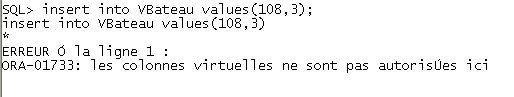 SQL> insert into VBateau values(108,3);
insert into VBateau values(108,3)
*
ERREUR Ó la ligne 1 :
ORA-01733: les colonnes virtuelles ne sont pas autorisÚes ici